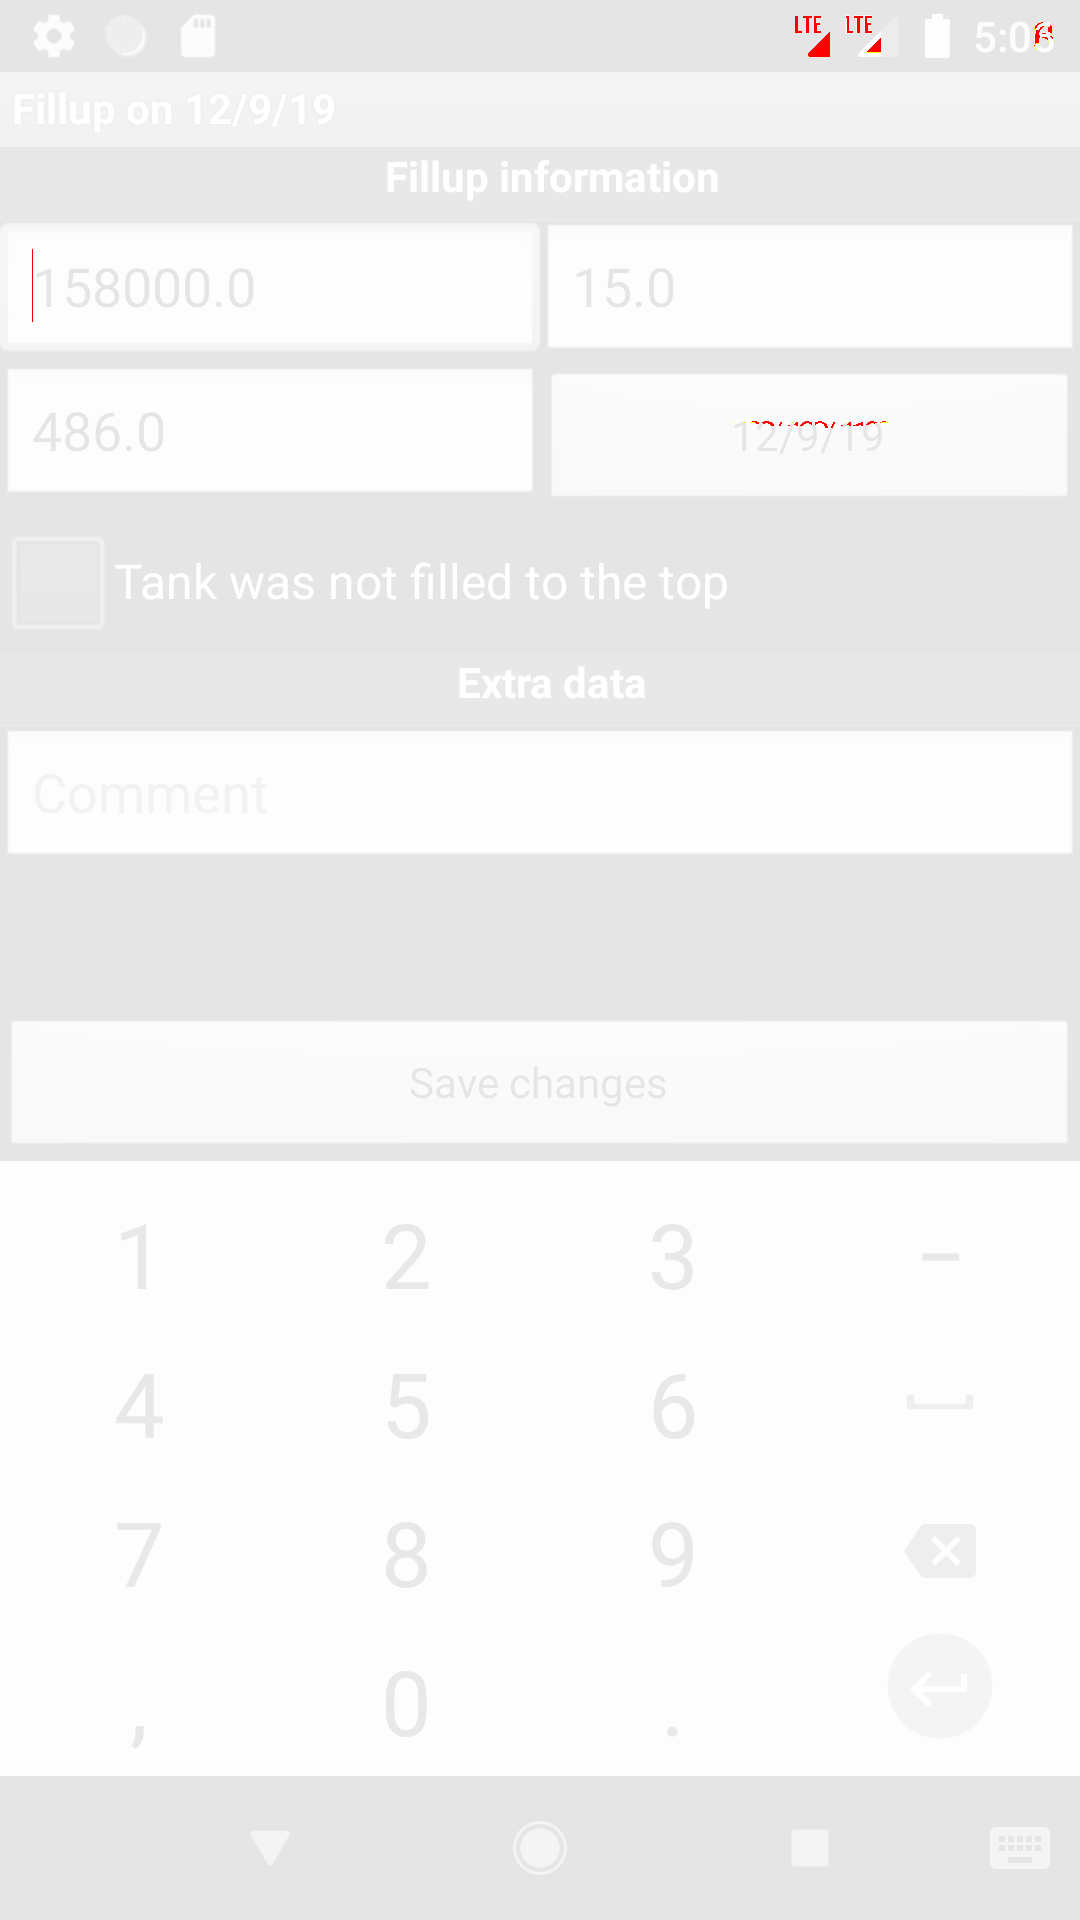 LTE LTE
Fillup on 12/9/19
Fillup information
158000.0 15.0
486.0 12/9/19
Tank was not filled to the top
Extra data
Comment
Save changes
1 2 3 –
4 5 6
7 8 9
, 0 .